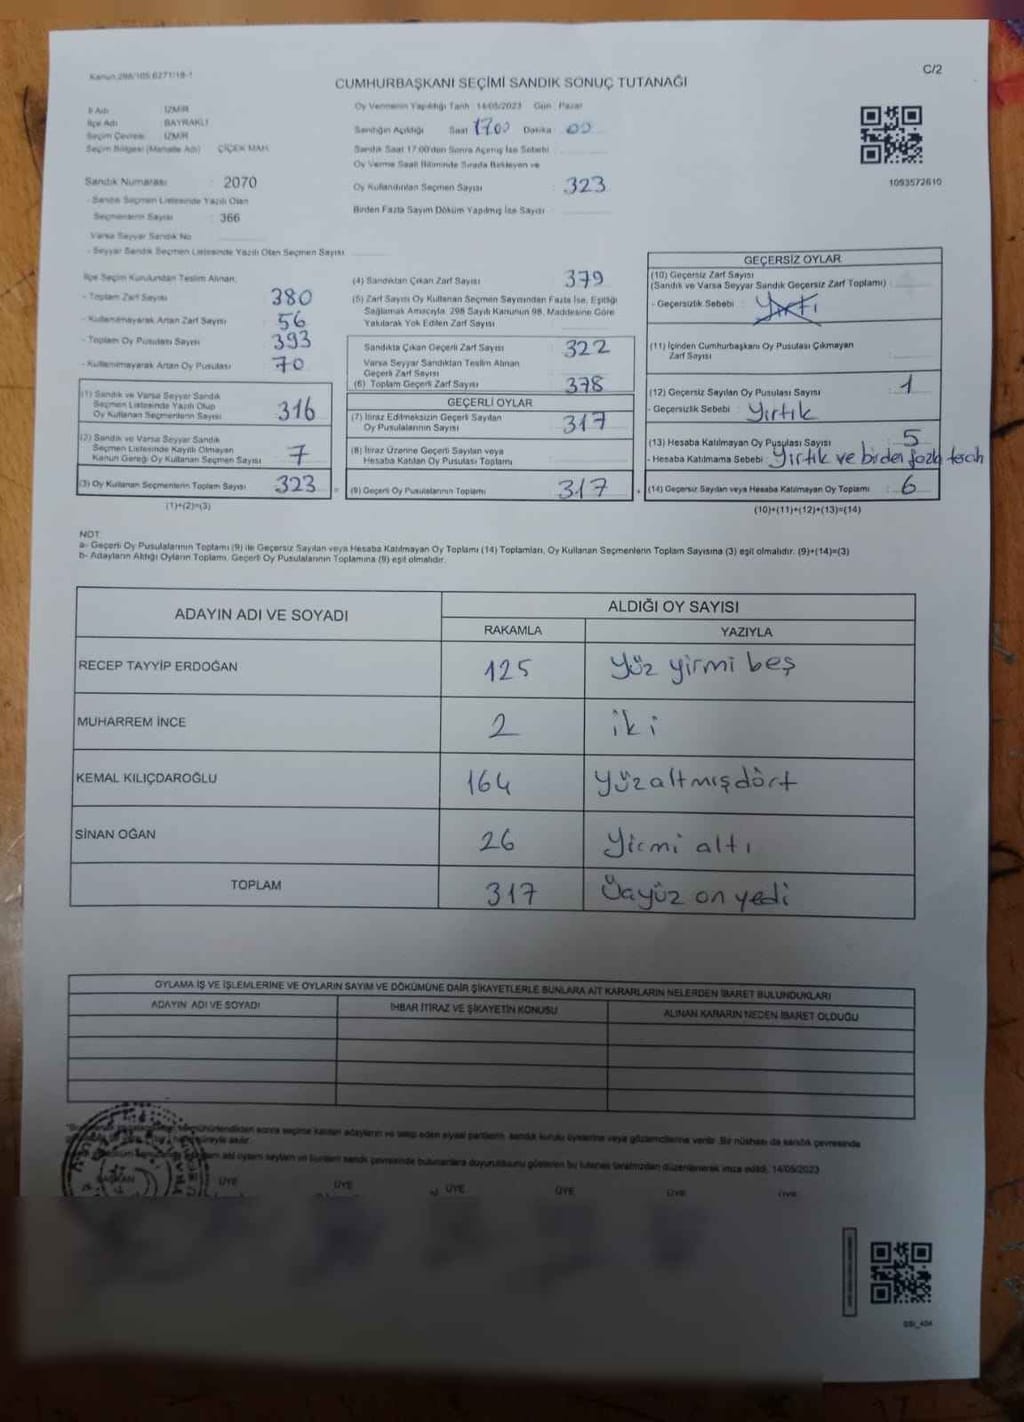 Kanun 298/105 6271/18-1
C/2
CUMHURBAŞKANI SEÇİMİ SANDIK SONUÇ TUTANAĞI
İl Adı İZMİR
İlçe Adı : BAYRAKLI
Seçim Çevresi İZMİR
Seçim Bölgesi (Mahalle Adı) ÇİÇEK MAH.
Oy Vermenin Yapıldığı Tarih 14/05/2023 Gün Pazar
Sandığın Açıldığı Saat 17.00 Dakika 00
Sandık Saat 17:00'den Sonra Açılmış İse Sebebi
Oy Verme Saati Bitiminde Sırada Bekleyen ve
Oy Kullandırılan Seçmen Sayısı : 323
Birden Fazla Sayım Döküm Yapılmış İse Sayısı
1093572610
Sandık Numarası : 2070
- Sandık Seçmen Listesinde Yazılı Olan
Seçmenlerin Sayısı : 366
Varsa Seyyar Sandık No
- Seyyar Sandık Seçmen Listesinde Yazılı Olan Seçmen Sayısı
İlçe Seçim Kurulundan Teslim Alınan:
- Toplam Zarf Sayısı 380
- Kullanılmayarak Artan Zarf Sayısı : 56
- Toplam Oy Pusulası Sayısı 393
- Kullanılmayarak Artan Oy Pusulası 70
(1) Sandık ve Varsa Seyyar Sandık
Seçmen Listesinde Yazılı Olup
Oy Kullanan Seçmenlerin Sayısı : 316
(2) Sandık ve Varsa Seyyar Sandık
Seçmen Listesinde Kayıtlı Olmayan
Kanun Gereği Oy Kullanan Seçmen Sayısı 7
(3) Oy Kullanan Seçmenlerin Toplam Sayısı 323
(1)+(2)=(3)
(4) Sandıktan Çıkan Zarf Sayısı 379
(5) Zarf Sayısı Oy Kullanan Seçmen Sayısından Fazla İse, Eşitliği
Sağlamak Amacıyla, 298 Sayılı Kanunun 98. Maddesine Göre
Yakılarak Yok Edilen Zarf Sayısı
Sandıkta Çıkan Geçerli Zarf Sayısı 322
Varsa Seyyar Sandıktan Teslim Alınan
Geçerli Zarf Sayısı
(6) Toplam Geçerli Zarf Sayısı 378
GEÇERLİ OYLAR
(7) İtiraz Edilmeksizin Geçerli Sayılan
Oy Pusulalarının Sayısı 317
(8) İtiraz Üzerine Geçerli Sayılan veya
Hesaba Katılan Oy Pusulası Toplamı
(9) Geçerli Oy Pusulalarının Toplamı 317
GEÇERSİZ OYLAR
(10) Geçersiz Zarf Sayısı
(Sandık ve Varsa Seyyar Sandık Geçersiz Zarf Toplamı)
- Geçersizlik Sebebi :
(11) İçinden Cumhurbaşkanı Oy Pusulası Çıkmayan
Zarf Sayısı
(12) Geçersiz Sayılan Oy Pusulası Sayısı : 1
- Geçersizlik Sebebi : Yırtık
(13) Hesaba Katılmayan Oy Pusulası Sayısı : 5
- Hesaba Katılmama Sebebi : Yırtık ve birden fazla tercih
(14) Geçersiz Sayılan veya Hesaba Katılmayan Oy Toplamı : 6
(10)+(11)+(12)+(13)=(14)
NOT:
a- Geçerli Oy Pusulalarının Toplamı (9) ile Geçersiz Sayılan veya Hesaba Katılmayan Oy Toplamı (14) Toplamları, Oy Kullanan Seçmenlerin Toplam Sayısına (3) eşit olmalıdır. (9)+(14)=(3)
b- Adayların Aldığı Oyların Toplamı, Geçerli Oy Pusulalarının Toplamına (9) eşit olmalıdır.
ADAYIN ADI VE SOYADI
ALDIĞI OY SAYISI
RAKAMLA YAZIYLA
RECEP TAYYİP ERDOĞAN 125 yüz yirmi beş
MUHARREM İNCE 2 iki
KEMAL KILIÇDAROĞLU 164 yüzaltmışdört
SİNAN OĞAN 26 yirmi altı
TOPLAM 317 Üçyüz on yedi
OYLAMA İŞ VE İŞLEMLERİNE VE OYLARIN SAYIM VE DÖKÜMÜNE DAİR ŞİKAYETLERLE BUNLARA AİT KARARLARIN NELERDEN İBARET BULUNDUKLARI
ADAYIN ADI VE SOYADI İHBAR İTİRAZ VE ŞİKAYETİN KONUSU ALINAN KARARIN NEDEN İBARET OLDUĞU
sonra seçime katılan adayların ve talep eden siyasi partilerin sandık kurulu üyelerine veya gözlemcilerine verilir. Bir nüshası da sandık çevresinde
bu tutanak tarafımızdan düzenlenerek imza edildi. 14/05/2023
BAŞKAN ÜYE ÜYE ÜYE ÜYE ÜYE ÜYE